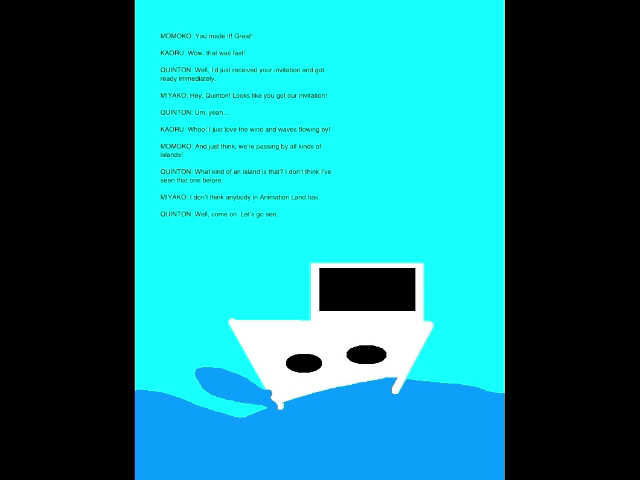 MOMOKO: You made it! Great!
KAORU: Wow, that was fast!
QUINTON: Well, I'd just received your invitation and got
ready immediately.
MIYAKO: Hey, Quinton! Looks like you got our invitation!
QUINTON: Um, yeah...
KAORU: Whoo! I just love the wind and waves flowing by!
MOMOKO: And just think, we're passing by all kinds of
islands!
QUINTON: What kind of an island is that? I don't think I've
seen that one before.
MIYAKO: I don't think anybody in Animation Land has.
QUINTON: Well, come on. Let's go see.